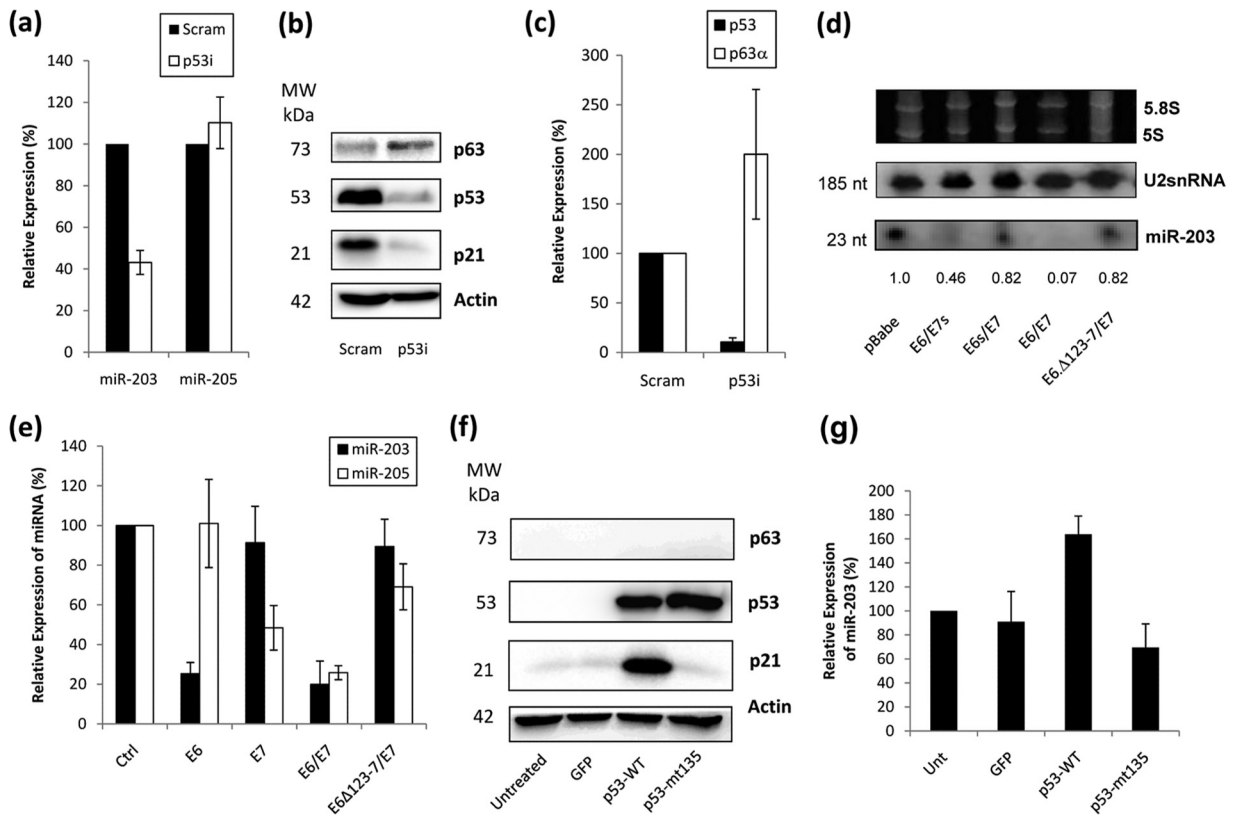 (a)
Scram
p53i
Relative Expression (%)
140
120
100
80
60
40
20
0
miR-203 miR-205
(b)
MW
kDa
73 p63
53 p53
21 p21
42 Actin
Scram p53i
(c)
p53
p63α
Relative Expression (%)
300
250
200
150
100
50
0
Scram p53i
(d)
5.8S
5S
185 nt U2snRNA
23 nt miR-203
1.0 0.46 0.82 0.07 0.82
pBabe E6/E7s E6s/E7 E6/E7 E6.Δ123-7/E7
(e)
miR-203
miR-205
Relative Expression of miRNA (%)
140
120
100
80
60
40
20
0
Ctrl E6 E7 E6/E7 E6Δ123-7/E7
(f)
MW
kDa
73 p63
53 p53
21 p21
42 Actin
Untreated GFP p53-WT p53-mt135
(g)
Relative Expression
of miR-203 (%)
200
180
160
140
120
100
80
60
40
20
0
Unt GFP p53-WT p53-mt135